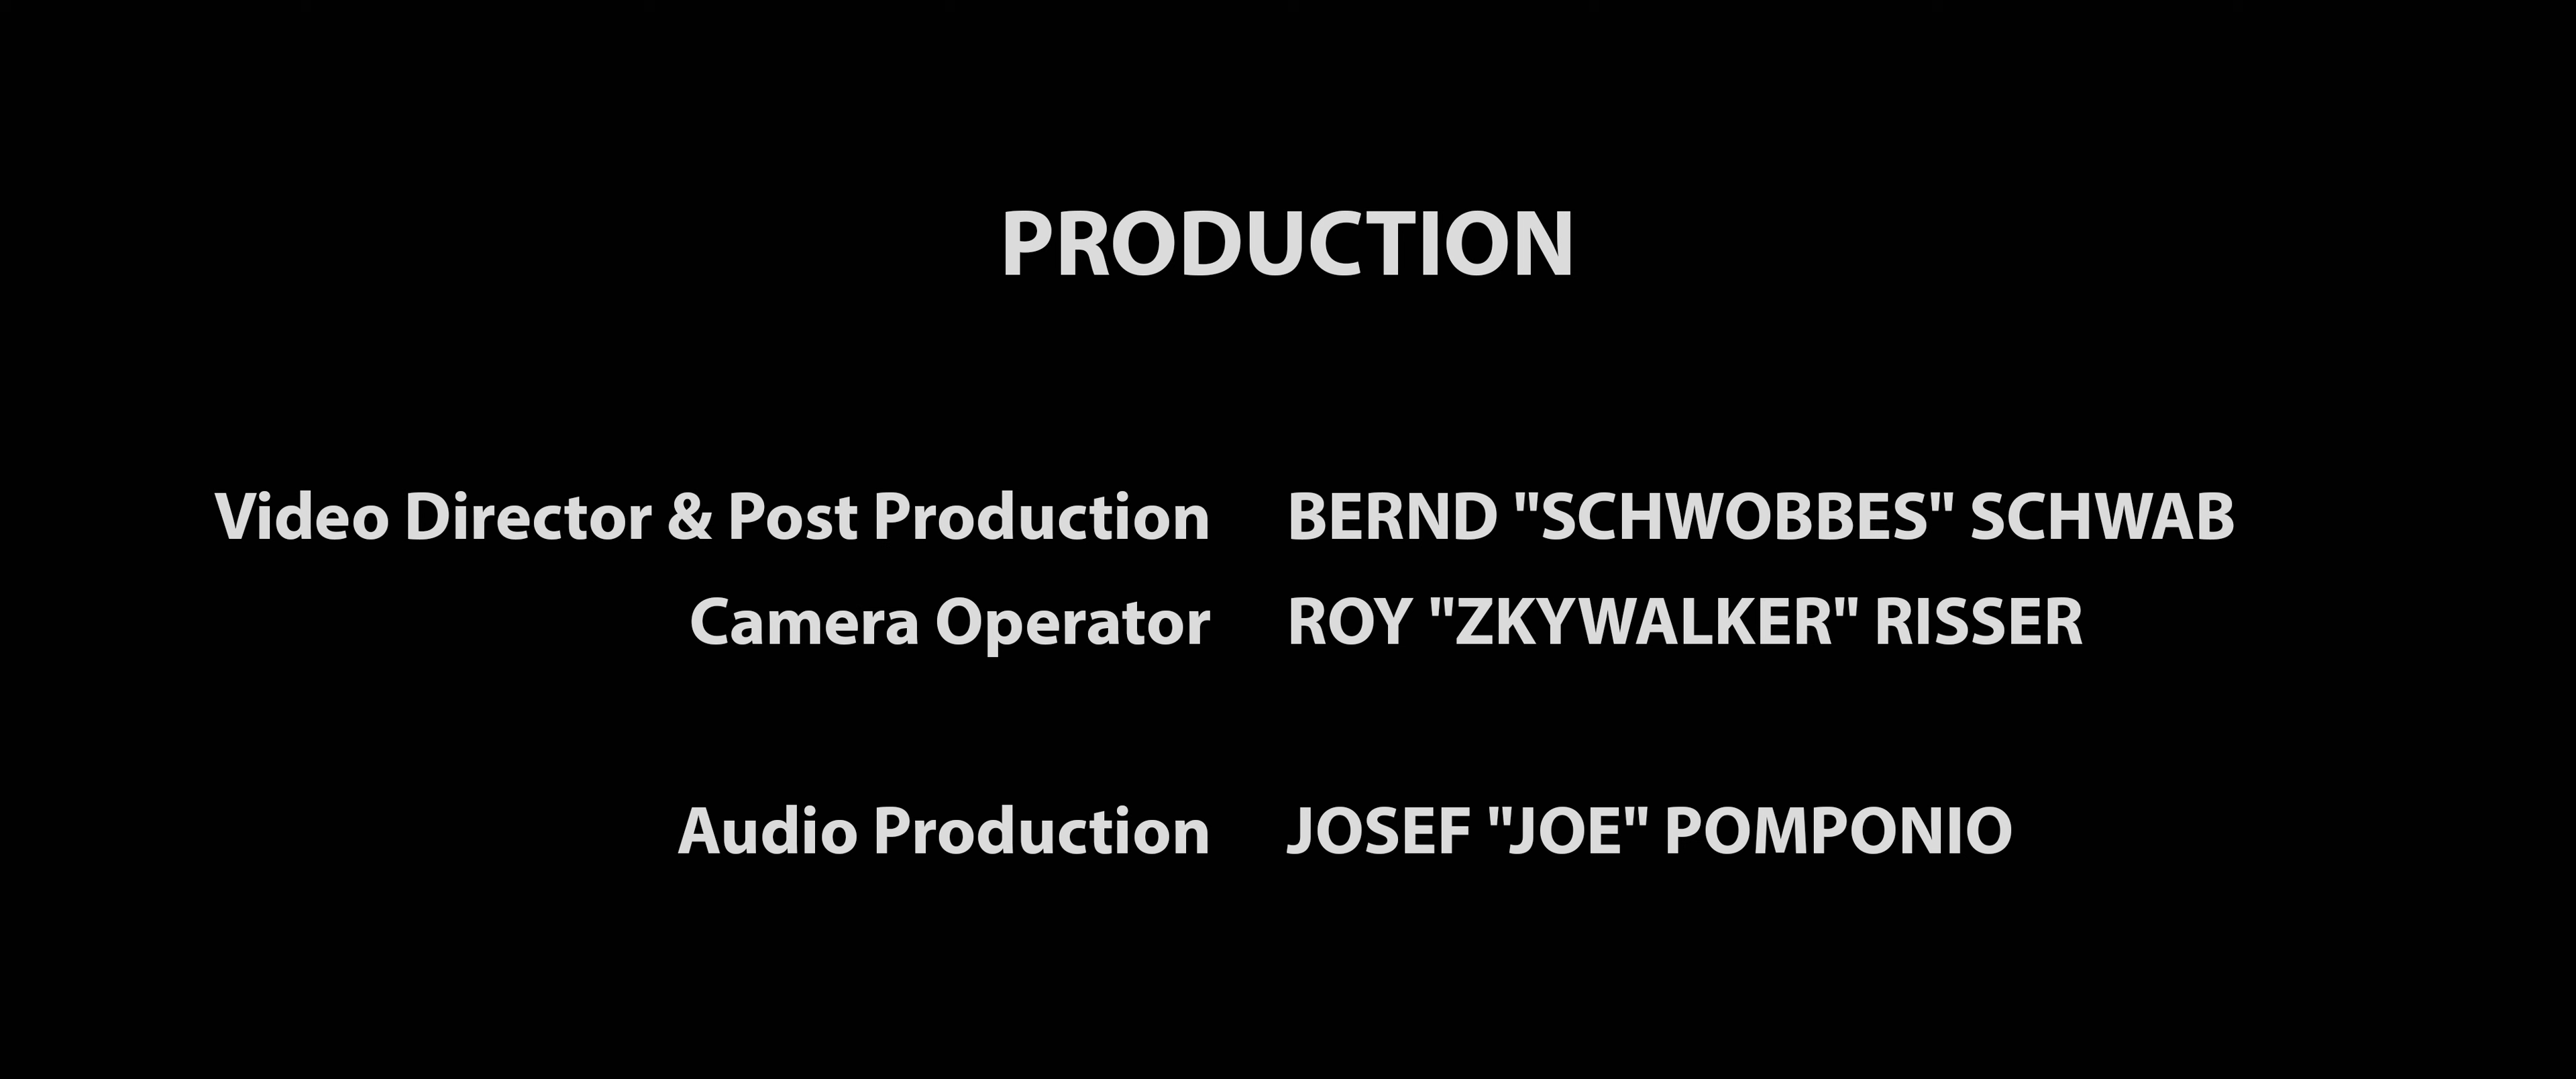 PRODUCTION
Video Director & Post Production BERND "SCHWOBBES" SCHWAB
Camera Operator ROY "ZKYWALKER" RISSER
Audio Production JOSEF "JOE" POMPONIO